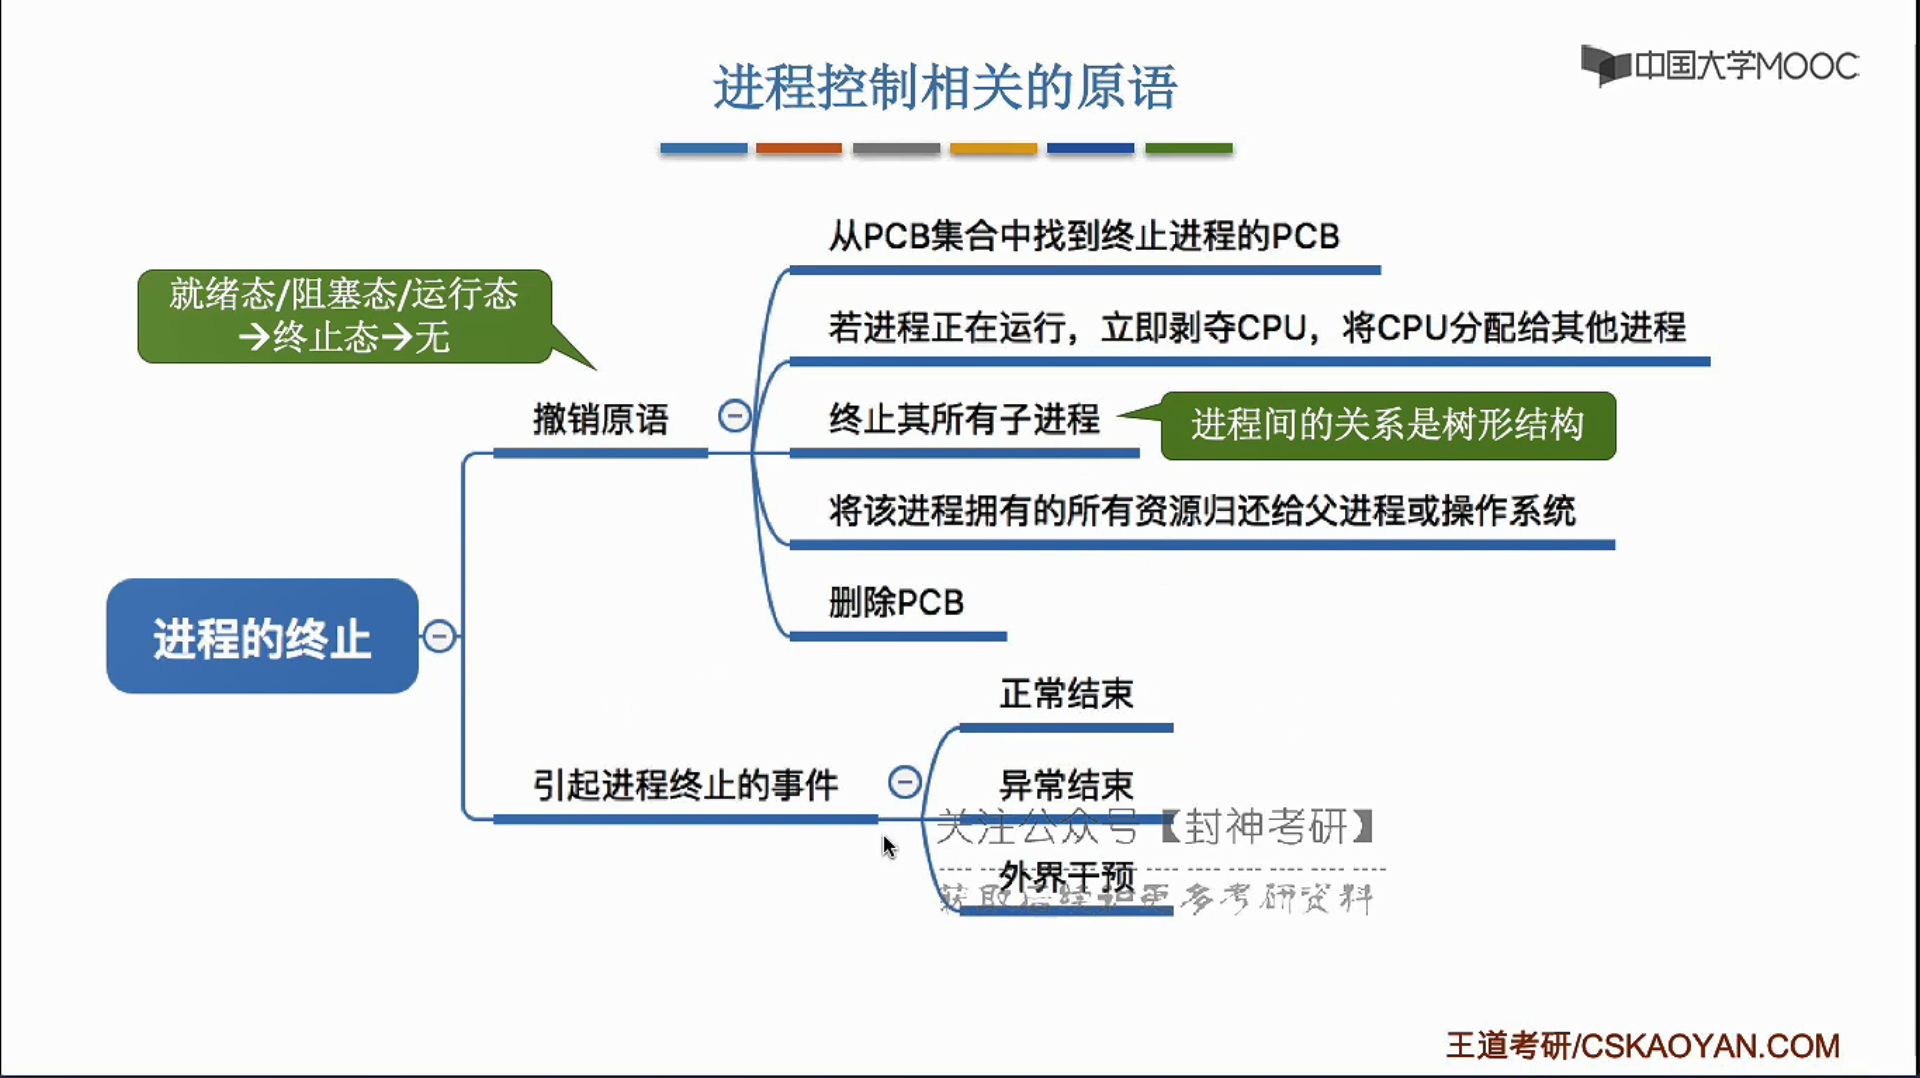 进程控制相关的原语
中国大学MOOC
从PCB集合中找到终止进程的PCB
就绪态/阻塞态/运行态
→终止态→无
若进程正在运行，立即剥夺CPU，将CPU分配给其他进程
撤销原语
终止其所有子进程
进程间的关系是树形结构
将该进程拥有的所有资源归还给父进程或操作系统
删除PCB
进程的终止
正常结束
引起进程终止的事件
异常结束
关注公众号【封神考研】
外界干预
获取后续更多考研资料
王道考研/CSKAOYAN.COM